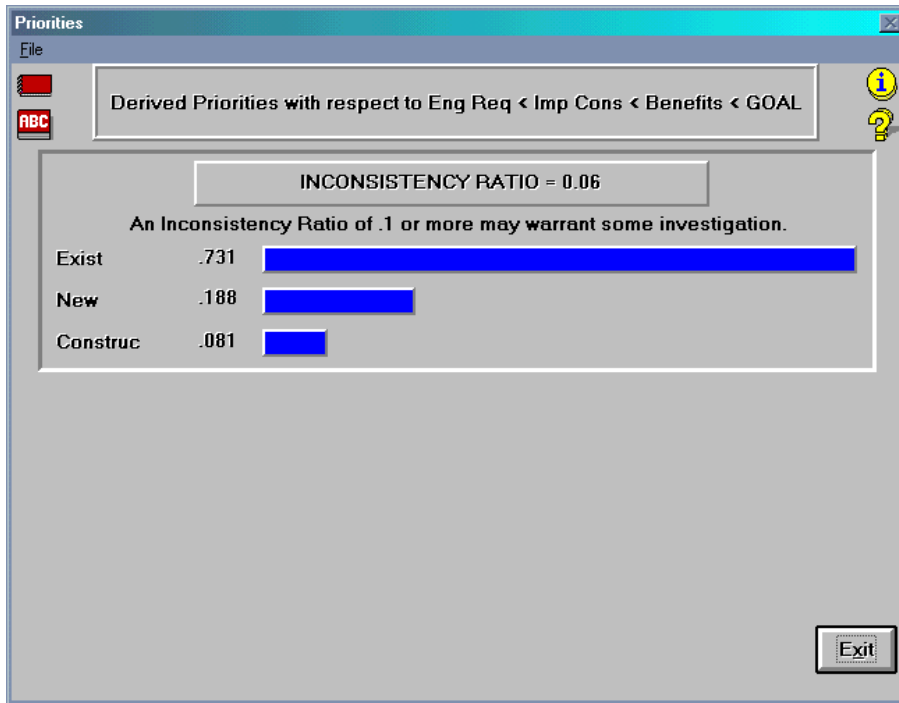 Priorities
File
ABC
Derived Priorities with respect to Eng Req < Imp Cons < Benefits < GOAL
i
?
INCONSISTENCY RATIO = 0.06
An Inconsistency Ratio of .1 or more may warrant some investigation.
Exist .731
New .188
Construc .081
Exit